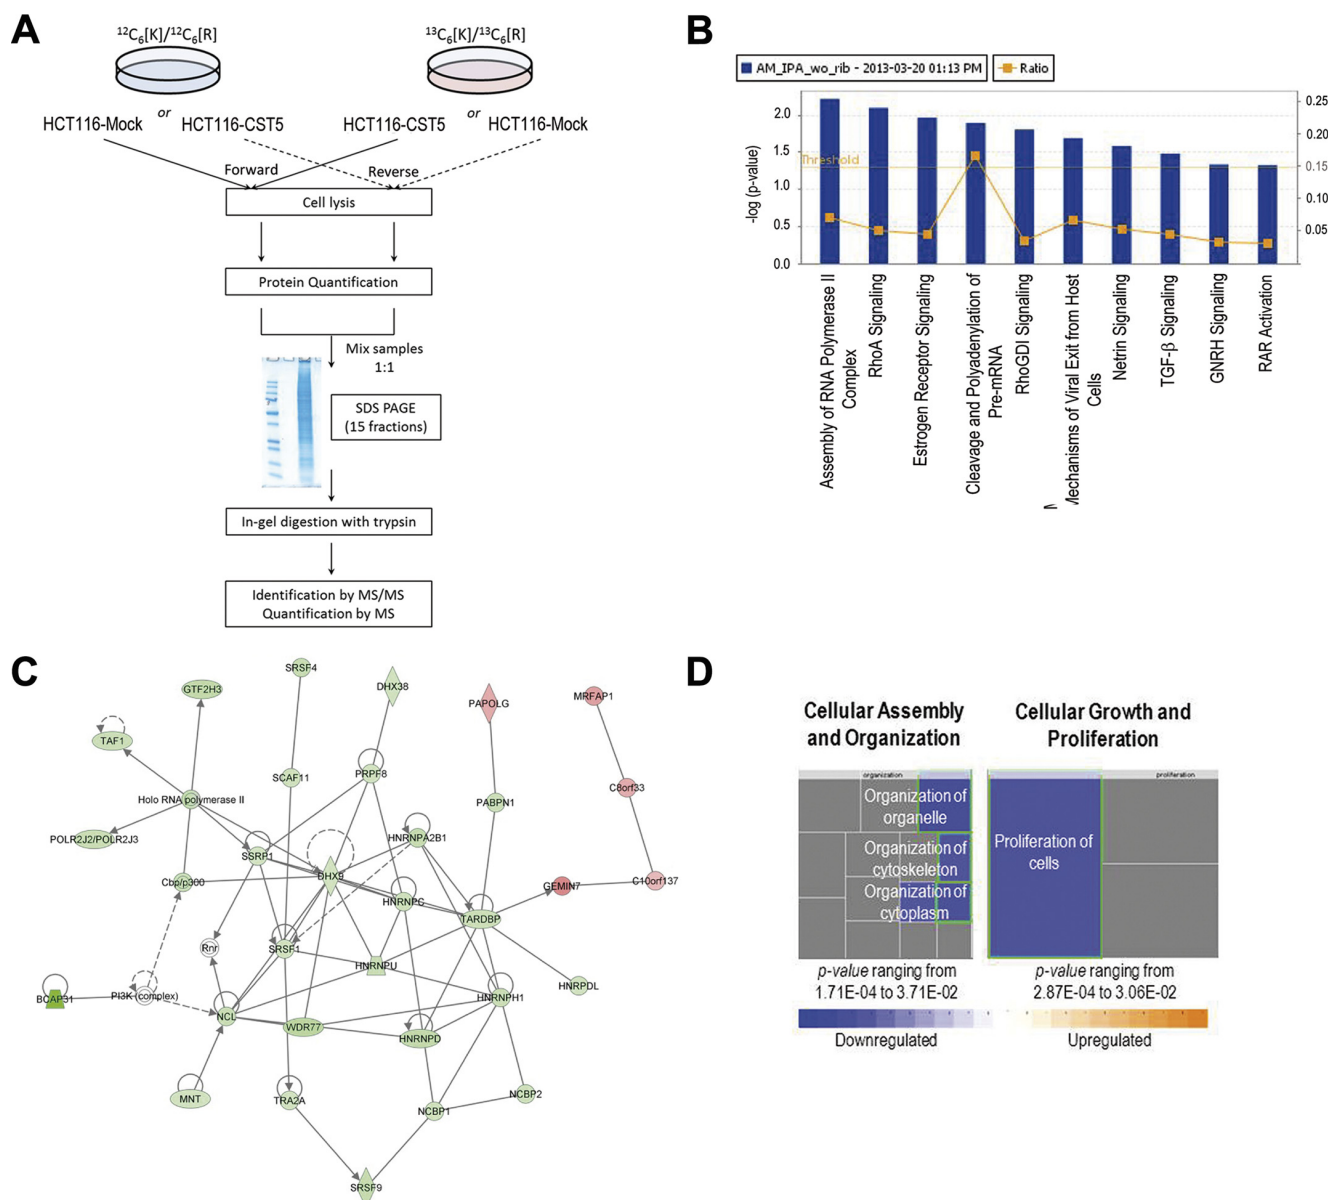 A
¹²C₆[K]/¹²C₆[R]
¹³C₆[K]/¹³C₆[R]
or
or
HCT116-Mock
HCT116-CST5
HCT116-CST5
HCT116-Mock
Forward
Reverse
Cell lysis
Protein Quantification
Mix samples
1:1
SDS PAGE
(15 fractions)
In-gel digestion with trypsin
Identification by MS/MS
Quantification by MS
B
AM_IPA_wo_rib - 2013-03-20 01:13 PM
Ratio
2.0
1.5
1.0
0.5
0.0
-log (p-value)
Threshold
0.25
0.20
0.15
0.10
0.05
Assembly of RNA Polymerase II
Complex
RhoA Signaling
Estrogen Receptor Signaling
Cleavage and Polyadenylation of
Pre-mRNA
RhoGDI Signaling
Mechanisms of Viral Exit from Host
Cells
Netrin Signaling
TGF-β Signaling
GNRH Signaling
RAR Activation
C
SRSF4
GTF2H3
DHX38
PAPOLG
MRFAP1
TAF1
SCAF11
PRPF8
C8orf33
Holo RNA polymerase II
PABPN1
POLR2J2/POLR2J3
HNRNPA2B1
SSRP1
Cbp/p300
DHX9
GEMIN7
C10orf137
HNRNPC
TARDBP
Rnr
SRSF1
HNRNPU
HNRPDL
BCAP31
PI3K (complex)
HNRNPH1
NCL
WDR77
HNRNPD
MNT
TRA2A
NCBP1
NCBP2
SRSF9
D
Cellular Assembly
and Organization
Cellular Growth and
Proliferation
organization
proliferation
Organization of
organelle
Organization of
cytoskeleton
Organization of
cytoplasm
Proliferation of
cells
p-value ranging from
1.71E-04 to 3.71E-02
p-value ranging from
2.87E-04 to 3.06E-02
Downregulated
Upregulated